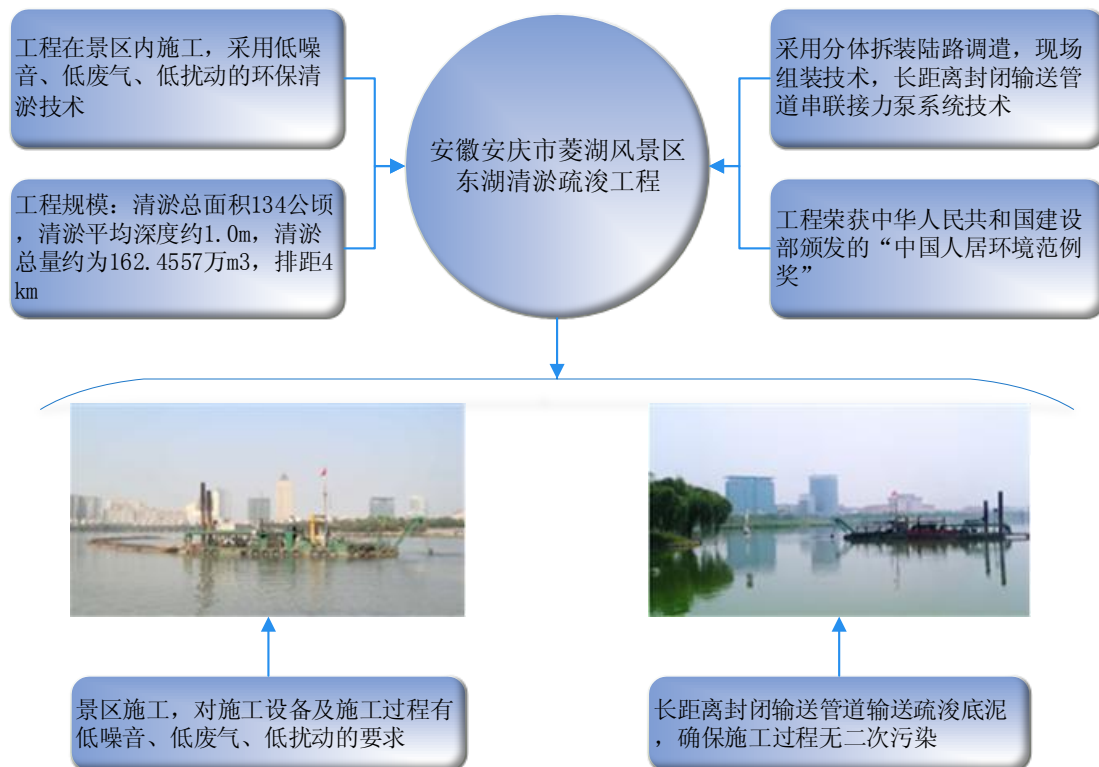 工程在景区内施工，采用低噪
音、低废气、低扰动的环保清
淤技术
工程规模：清淤总面积134公顷
，清淤平均深度约1.0m，清淤
总量约为162.4557万m3，排距4
km
安徽安庆市菱湖风景区
东湖清淤疏浚工程
采用分体拆装陆路调遣，现场
组装技术，长距离封闭输送管
道串联接力泵系统技术
工程荣获中华人民共和国建设
部颁发的“中国人居环境范例
奖”
景区施工，对施工设备及施工过程有
低噪音、低废气、低扰动的要求
长距离封闭输送管道输送疏浚底泥
，确保施工过程无二次污染